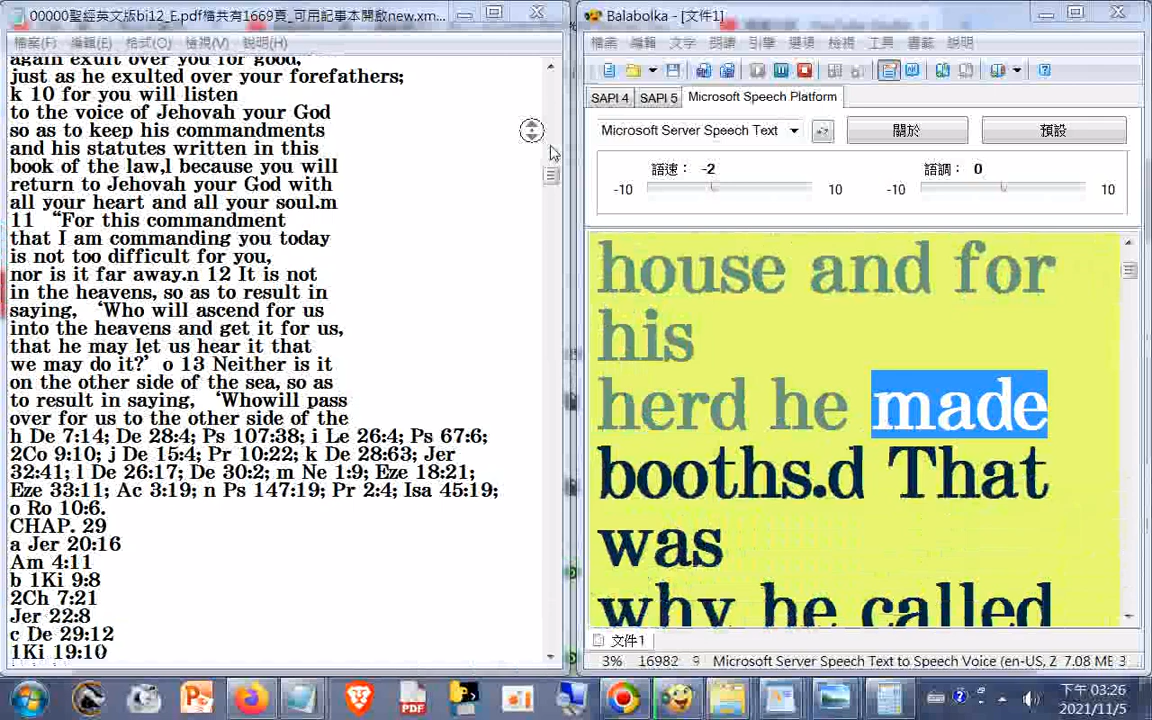 00000聖經英文版bi12_E.pdf檔共有1669頁_可用記事本開啟new.xm...
檔案(F) 編輯(E) 格式(O) 檢視(V) 說明(H)
again exult over you for good,
just as he exulted over your forefathers;
k 10 for you will listen
to the voice of Jehovah your God
so as to keep his commandments
and his statutes written in this
book of the law,l because you will
return to Jehovah your God with
all your heart and all your soul.m
11 “For this commandment
that I am commanding you today
is not too difficult for you,
nor is it far away.n 12 It is not
in the heavens, so as to result in
saying, ‘Who will ascend for us
into the heavens and get it for us,
that he may let us hear it that
we may do it?’ o 13 Neither is it
on the other side of the sea, so as
to result in saying, ‘Whowill pass
over for us to the other side of the
h De 7:14; De 28:4; Ps 107:38; i Le 26:4; Ps 67:6;
2Co 9:10; j De 15:4; Pr 10:22; k De 28:63; Jer
32:41; l De 26:17; De 30:2; m Ne 1:9; Eze 18:21;
Eze 33:11; Ac 3:19; n Ps 147:19; Pr 2:4; Isa 45:19;
o Ro 10:6.
CHAP. 29
a Jer 20:16
Am 4:11
b 1Ki 9:8
2Ch 7:21
Jer 22:8
c De 29:12
1Ki 19:10
Balabolka - [文件1]
檔案 編輯 文字 朗讀 引擎 選項 檢視 工具 書籤 說明
SAPI 4 SAPI 5 Microsoft Speech Platform
Microsoft Server Speech Text 關於 預設
語速： -2 語調： 0
-10 10 -10 10
house and for
his
herd he made
booths.d That
was
why he called
文件1
3% 16982 9 Microsoft Server Speech Text to Speech Voice (en-US, Z 7.08 ME 3
PDF
下午 03:26
2021/11/5